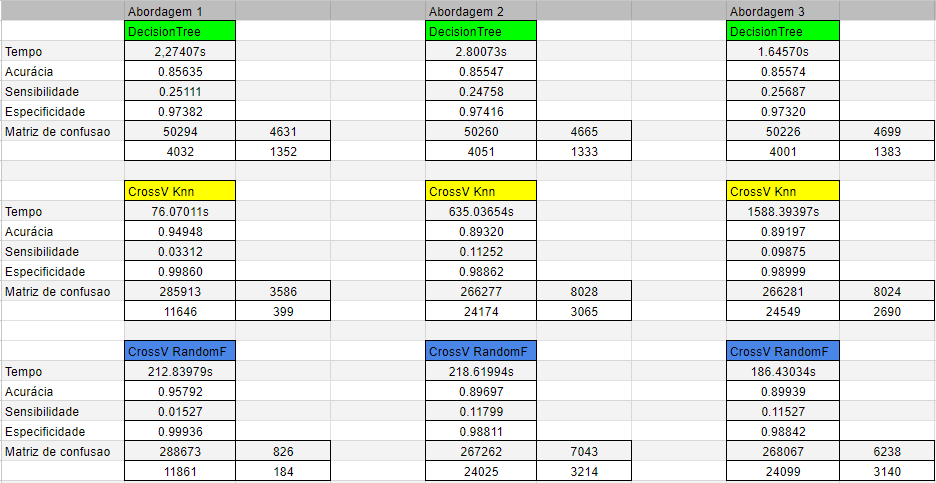 Abordagem 1 Abordagem 2 Abordagem 3
DecisionTree DecisionTree DecisionTree
Tempo 2,27407s 2.80073s 1.64570s
Acurácia 0.85635 0.85547 0.85574
Sensibilidade 0.25111 0.24758 0.25687
Especificidade 0.97382 0.97416 0.97320
Matriz de confusao 50294 4631 50260 4665 50226 4699
4032 1352 4051 1333 4001 1383
CrossV Knn CrossV Knn CrossV Knn
Tempo 76.07011s 635.03654s 1588.39397s
Acurácia 0.94948 0.89320 0.89197
Sensibilidade 0.03312 0.11252 0.09875
Especificidade 0.99860 0.98862 0.98999
Matriz de confusao 285913 3586 266277 8028 266281 8024
11646 399 24174 3065 24549 2690
CrossV RandomF CrossV RandomF CrossV RandomF
Tempo 212.83979s 218.61994s 186.43034s
Acurácia 0.95792 0.89697 0.89939
Sensibilidade 0.01527 0.11799 0.11527
Especificidade 0.99936 0.98811 0.98842
Matriz de confusao 288673 826 267262 7043 268067 6238
11861 184 24025 3214 24099 3140